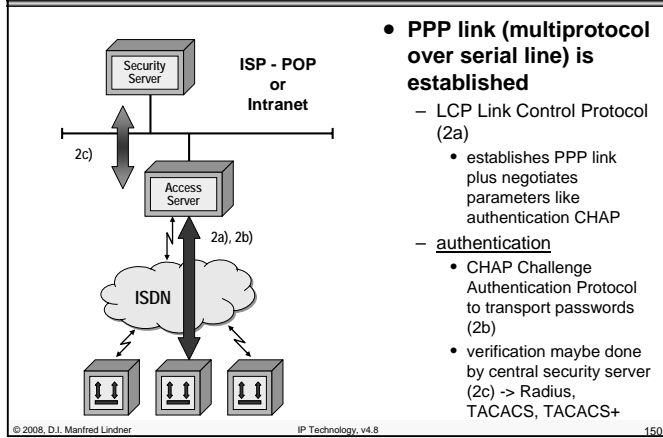 Security
Server
ISP - POP
or
Intranet
2c)
Access
Server
2a), 2b)
ISDN
• PPP link (multiprotocol
over serial line) is
established
– LCP Link Control Protocol
(2a)
• establishes PPP link
plus negotiates
parameters like
authentication CHAP
– authentication
• CHAP Challenge
Authentication Protocol
to transport passwords
(2b)
• verification maybe done
by central security server
(2c) -> Radius,
TACACS, TACACS+
© 2008, D.I. Manfred Lindner
IP Technology, v4.8
150